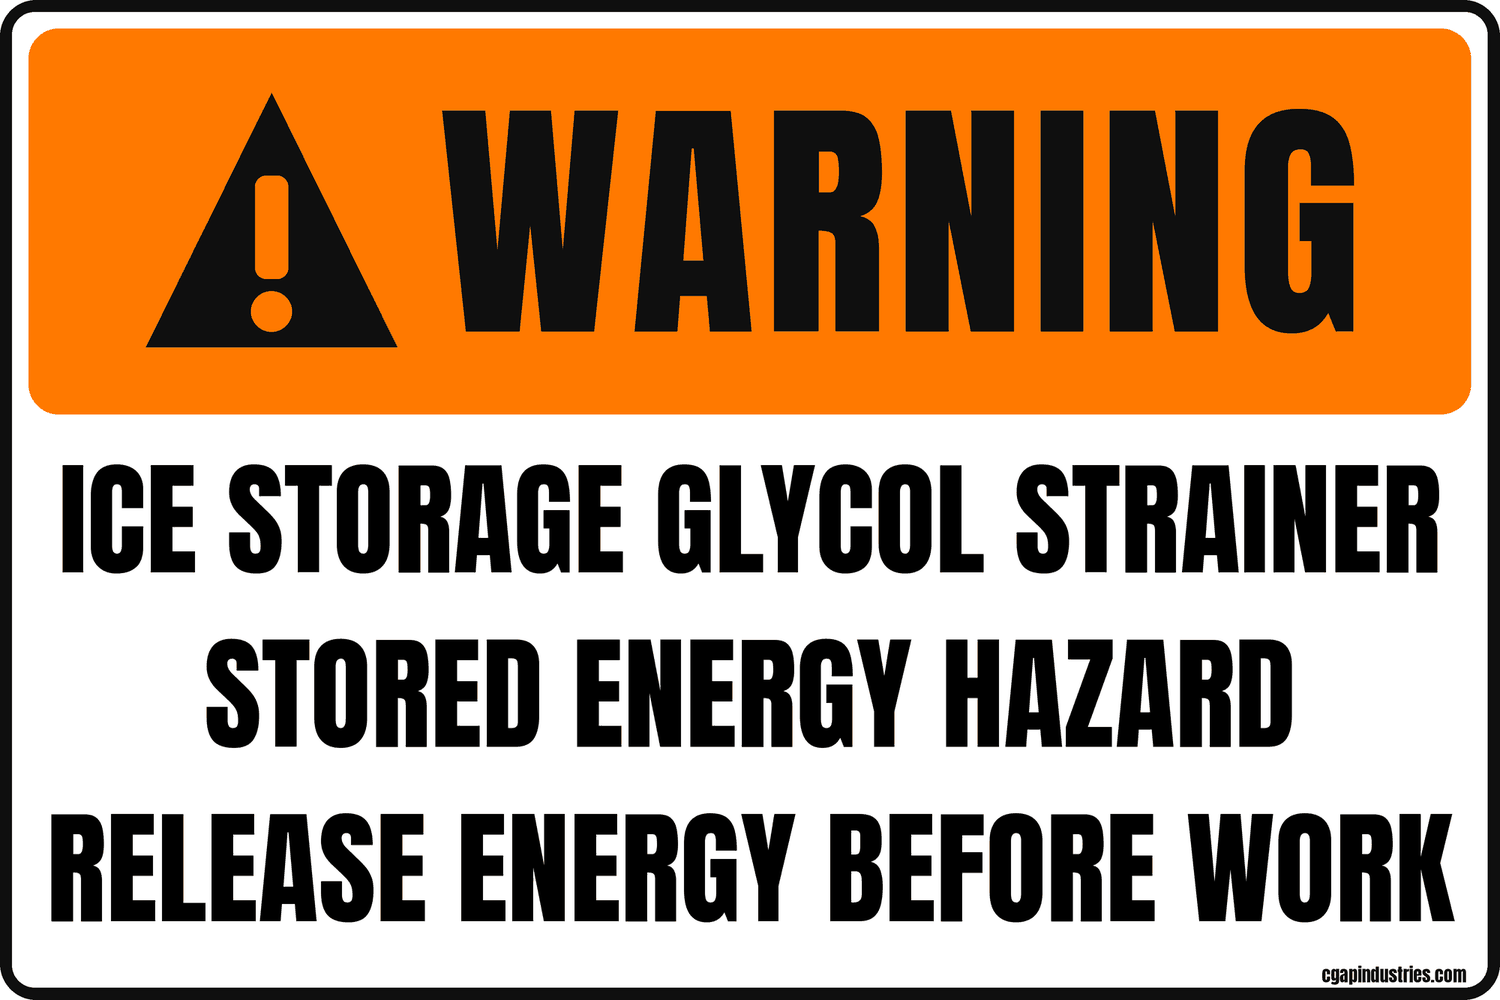 WARNING
ICE STORAGE GLYCOL STRAINER
STORED ENERGY HAZARD
RELEASE ENERGY BEFORE WORK
cgapindustries.com